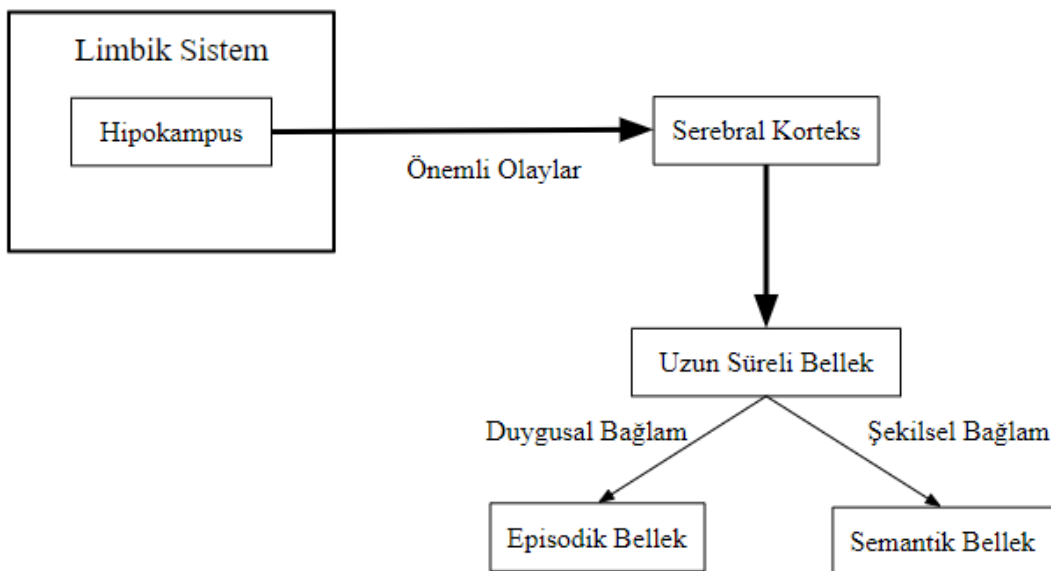 Limbik Sistem
Hipokampus
Serebral Korteks
Önemli Olaylar
Uzun Süreli Bellek
Duygusal Bağlam
Şekilsel Bağlam
Episodik Bellek
Semantik Bellek